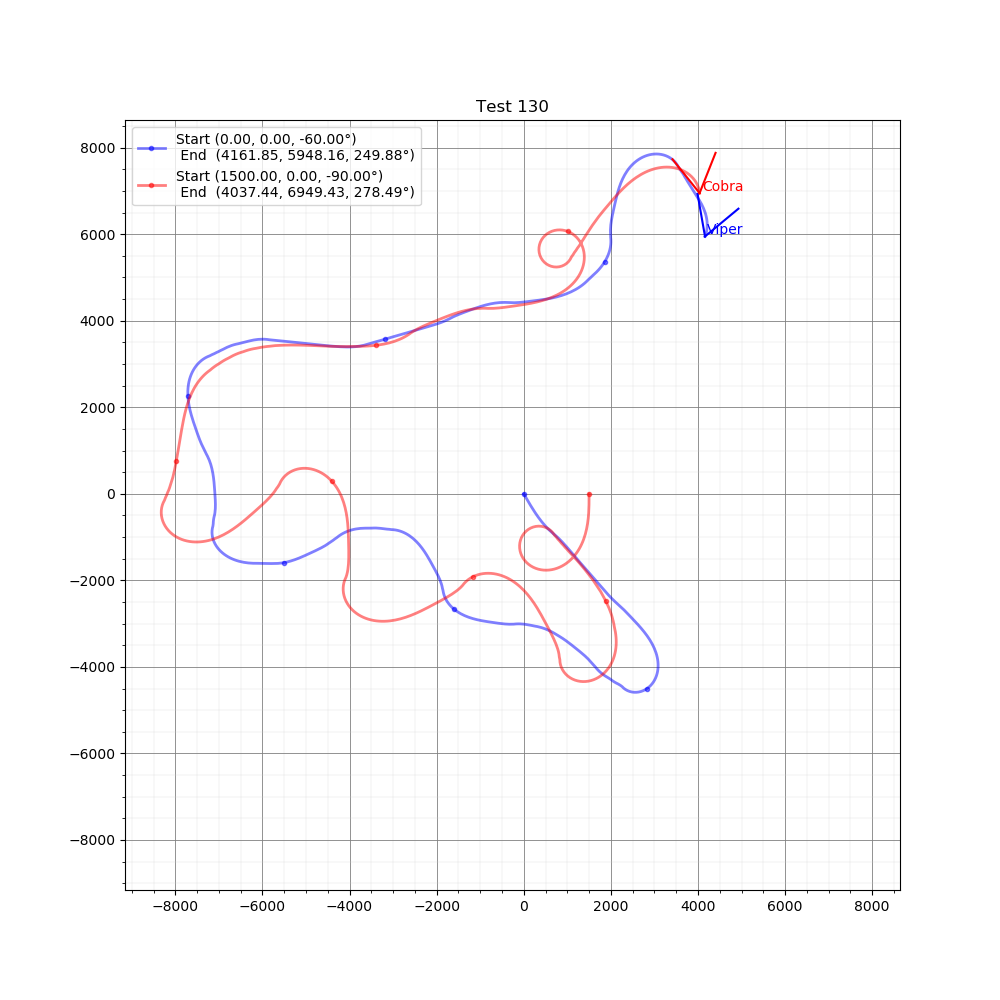 Test 130
Start (0.00, 0.00, -60.00°)
End  (4161.85, 5948.16, 249.88°)
Start (1500.00, 0.00, -90.00°)
End  (4037.44, 6949.43, 278.49°)
Cobra
Viper
8000
6000
4000
2000
0
−2000
−4000
−6000
−8000
−8000 −6000 −4000 −2000 0 2000 4000 6000 8000